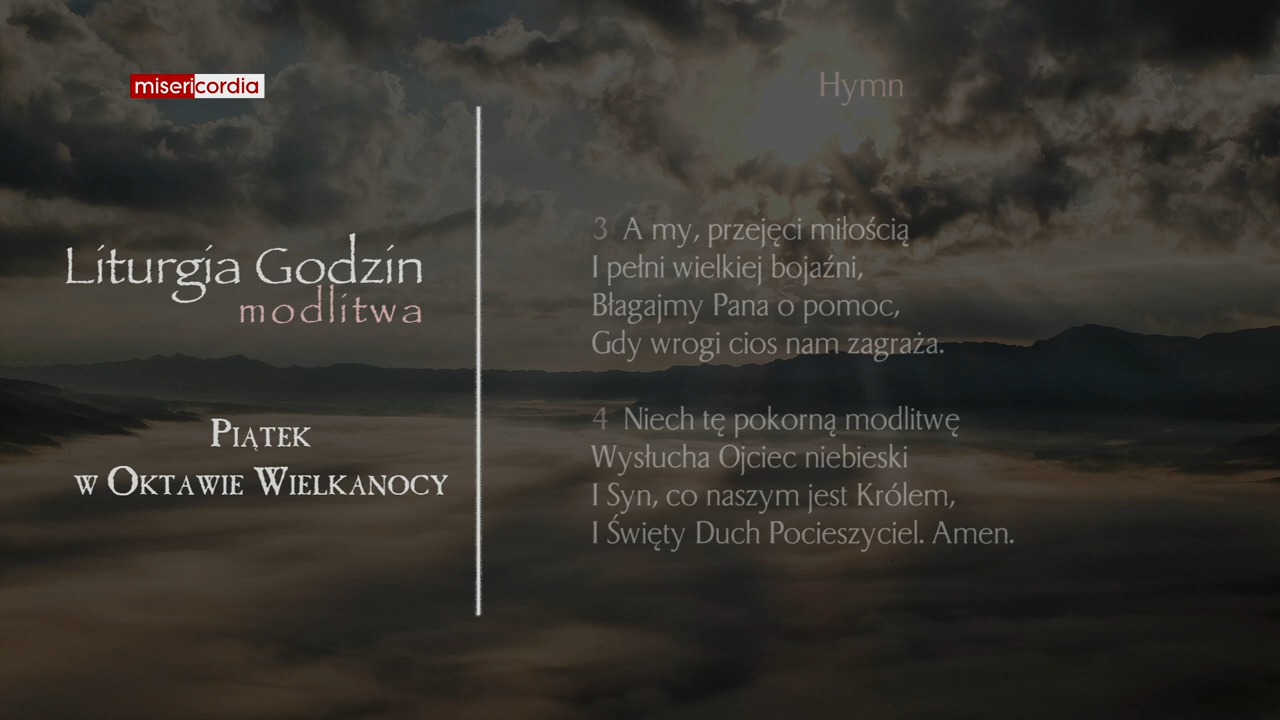 misericordia
Liturgia Godzin
modlitwa
Piątek
w Oktawie Wielkanocy
Hymn
3 A my, przejęci miłością
I pełni wielkiej bojaźni,
Błagajmy Pana o pomoc,
Gdy wrogi cios nam zagraża.
4 Niech tę pokorną modlitwę
Wysłucha Ojciec niebieski
I Syn, co naszym jest Królem,
I Święty Duch Pocieszyciel. Amen.